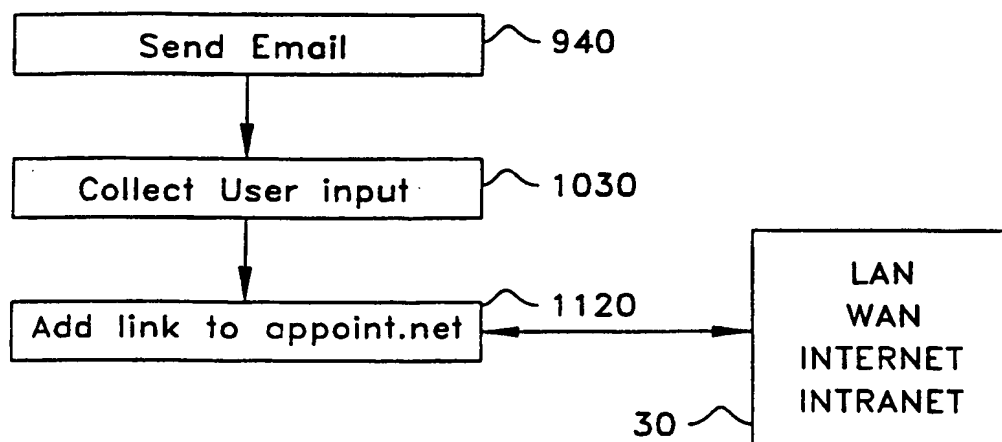 Send Email
940
Collect User input
1030
Add link to appoint.net
1120
LAN
WAN
INTERNET
INTRANET
30